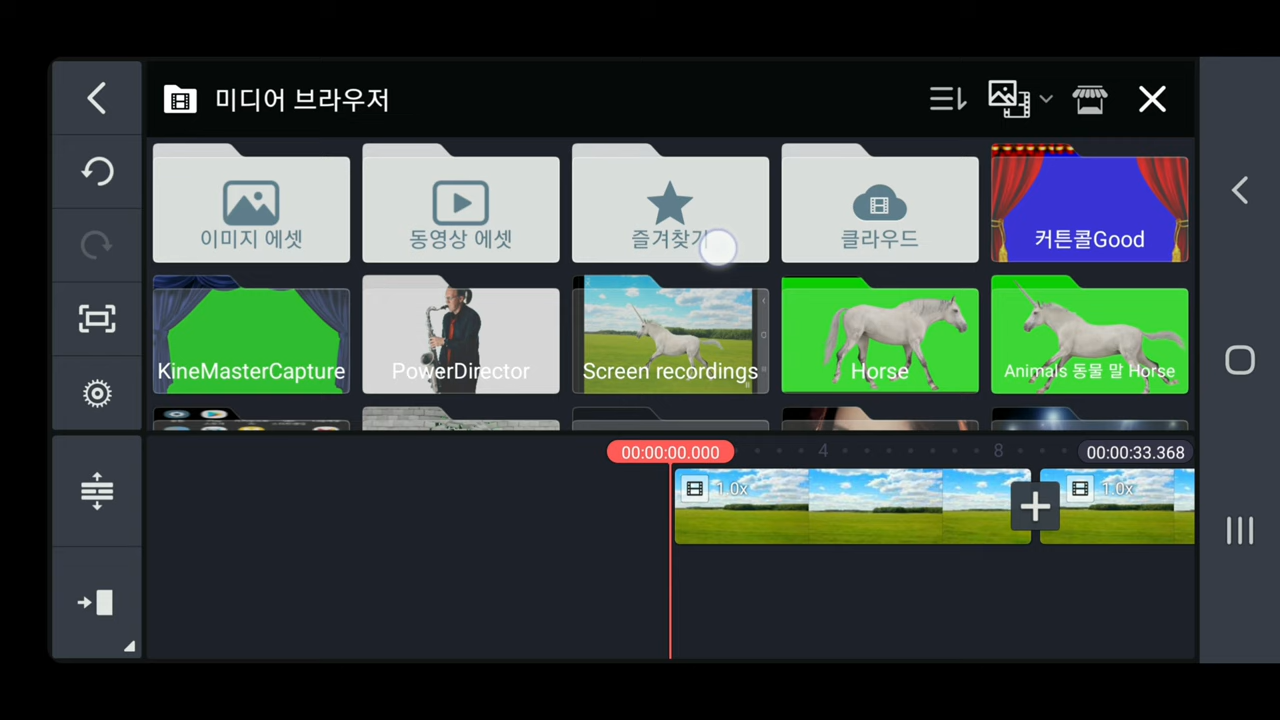 미디어 브라우저
이미지 에셋
동영상 에셋
즐겨찾기
클라우드
커튼콜Good
KineMasterCapture
PowerDirector
Screen recordings
Horse
Animals 동물 말 Horse
00:00:00.000
4
8
00:00:33.368
1.0x
1.0x